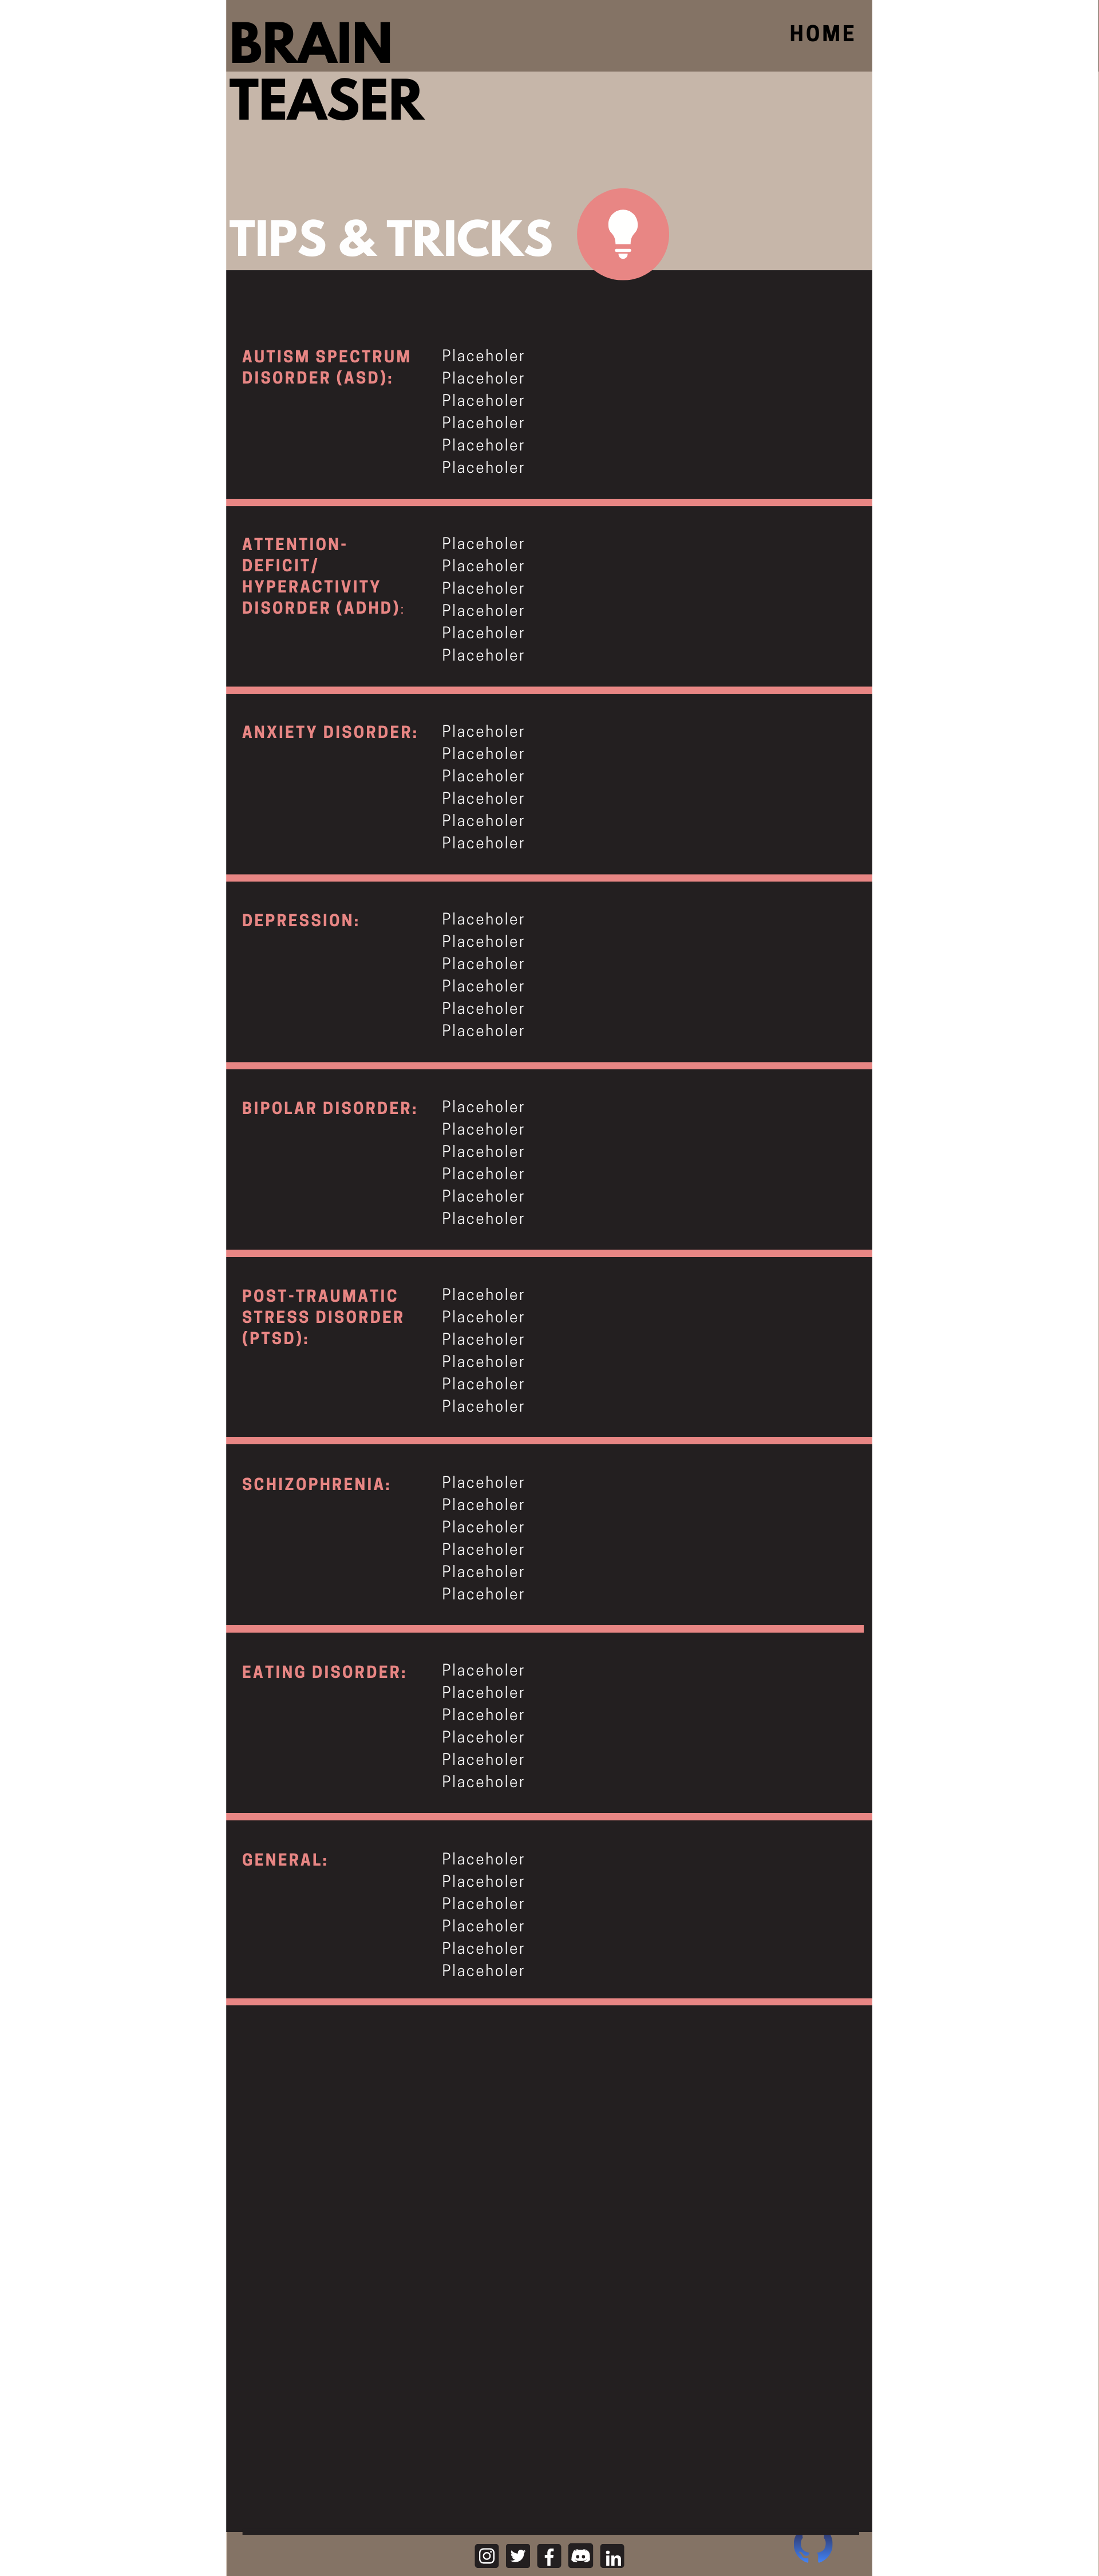 BRAIN
HOME
TEASER
TIPS & TRICKS
AUTISM SPECTRUM
DISORDER (ASD):
Placeholer
Placeholer
Placeholer
Placeholer
Placeholer
Placeholer
ATTENTION-
DEFICIT/
HYPERACTIVITY
DISORDER (ADHD):
Placeholer
Placeholer
Placeholer
Placeholer
Placeholer
Placeholer
ANXIETY DISORDER:
Placeholer
Placeholer
Placeholer
Placeholer
Placeholer
Placeholer
DEPRESSION:
Placeholer
Placeholer
Placeholer
Placeholer
Placeholer
Placeholer
BIPOLAR DISORDER:
Placeholer
Placeholer
Placeholer
Placeholer
Placeholer
Placeholer
POST-TRAUMATIC
STRESS DISORDER
(PTSD):
Placeholer
Placeholer
Placeholer
Placeholer
Placeholer
Placeholer
SCHIZOPHRENIA:
Placeholer
Placeholer
Placeholer
Placeholer
Placeholer
Placeholer
EATING DISORDER:
Placeholer
Placeholer
Placeholer
Placeholer
Placeholer
Placeholer
GENERAL:
Placeholer
Placeholer
Placeholer
Placeholer
Placeholer
Placeholer